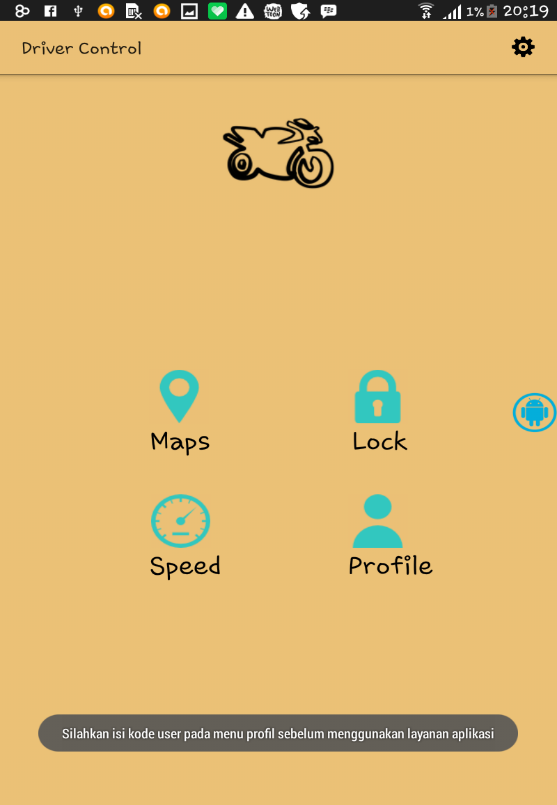 1% 20:19
Driver Control
Maps
Lock
Speed
Profile
Silahkan isi kode user pada menu profil sebelum menggunakan layanan aplikasi